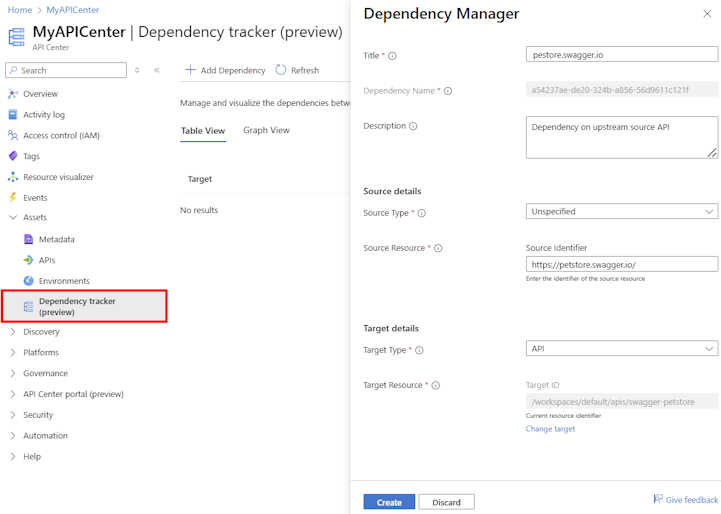 Home > MyAPICenter
MyAPICenter | Dependency tracker (preview)
API Center
Search
Overview
Activity log
Access control (IAM)
Tags
Resource visualizer
Events
Assets
Metadata
APIs
Environments
Dependency tracker
(preview)
Discovery
Platforms
Governance
API Center portal (preview)
Security
Automation
Help
Add Dependency Refresh
Manage and visualize the dependencies betwe
Table View Graph View
Target
No results
Dependency Manager
Title *
pestore.swagger.io
Dependency Name *
a54237ae-de20-324b-a856-56d9611c121f
Description
Dependency on upstream source API
Source details
Source Type *
Unspecified
Source Resource *
Source Identifier
https://petstore.swagger.io/
Enter the identifier of the source resource
Target details
Target Type *
API
Target Resource *
Target ID
/workspaces/default/apis/swagger-petstore
Current resource identifier
Change target
Create Discard
Give feedback